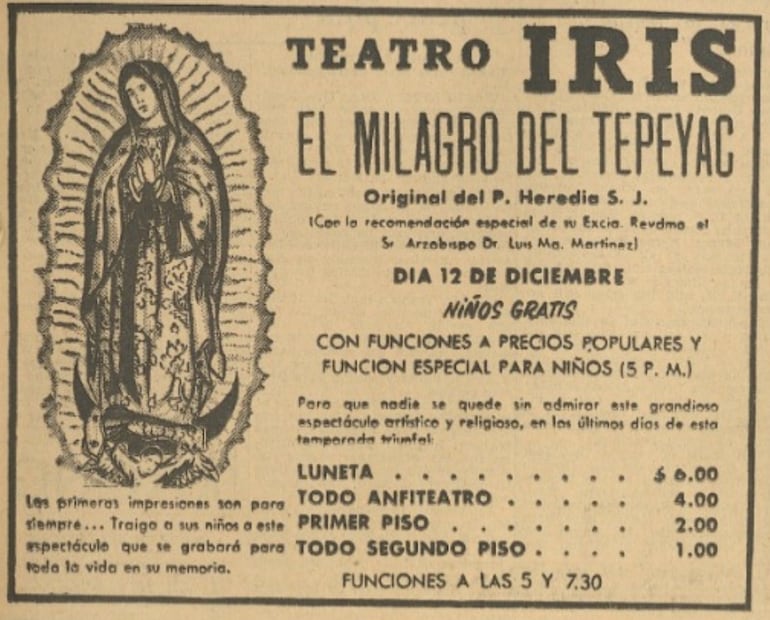 TEATRO IRIS
EL MILAGRO DEL TEPEYAC
Original del P. Heredia S. J.
(Con la recomendación especial de su Excia. Revdma. el
Sr Arzobispo Dr. Luis Ma. Martínez)
DIA 12 DE DICIEMBRE
NIÑOS GRATIS
CON FUNCIONES A PRECIOS POPULARES Y
FUNCION ESPECIAL PARA NIÑOS (5 P. M.)
Para que nadie se quede sin admirar este grandioso
espectáculo artístico y religioso, en los últimos días de esta
temporada triunfal:
LUNETA . . . . . . . . . $ 6.00
TODO ANFITEATRO . . . . . 4.00
PRIMER PISO . . . . . . . 2.00
TODO SEGUNDO PISO . . . . 1.00
FUNCIONES A LAS 5 Y 7.30
Las primeras impresiones son para
siempre... Traiga a sus niños a este
espectáculo que se grabará para
toda la vida en su memoria.